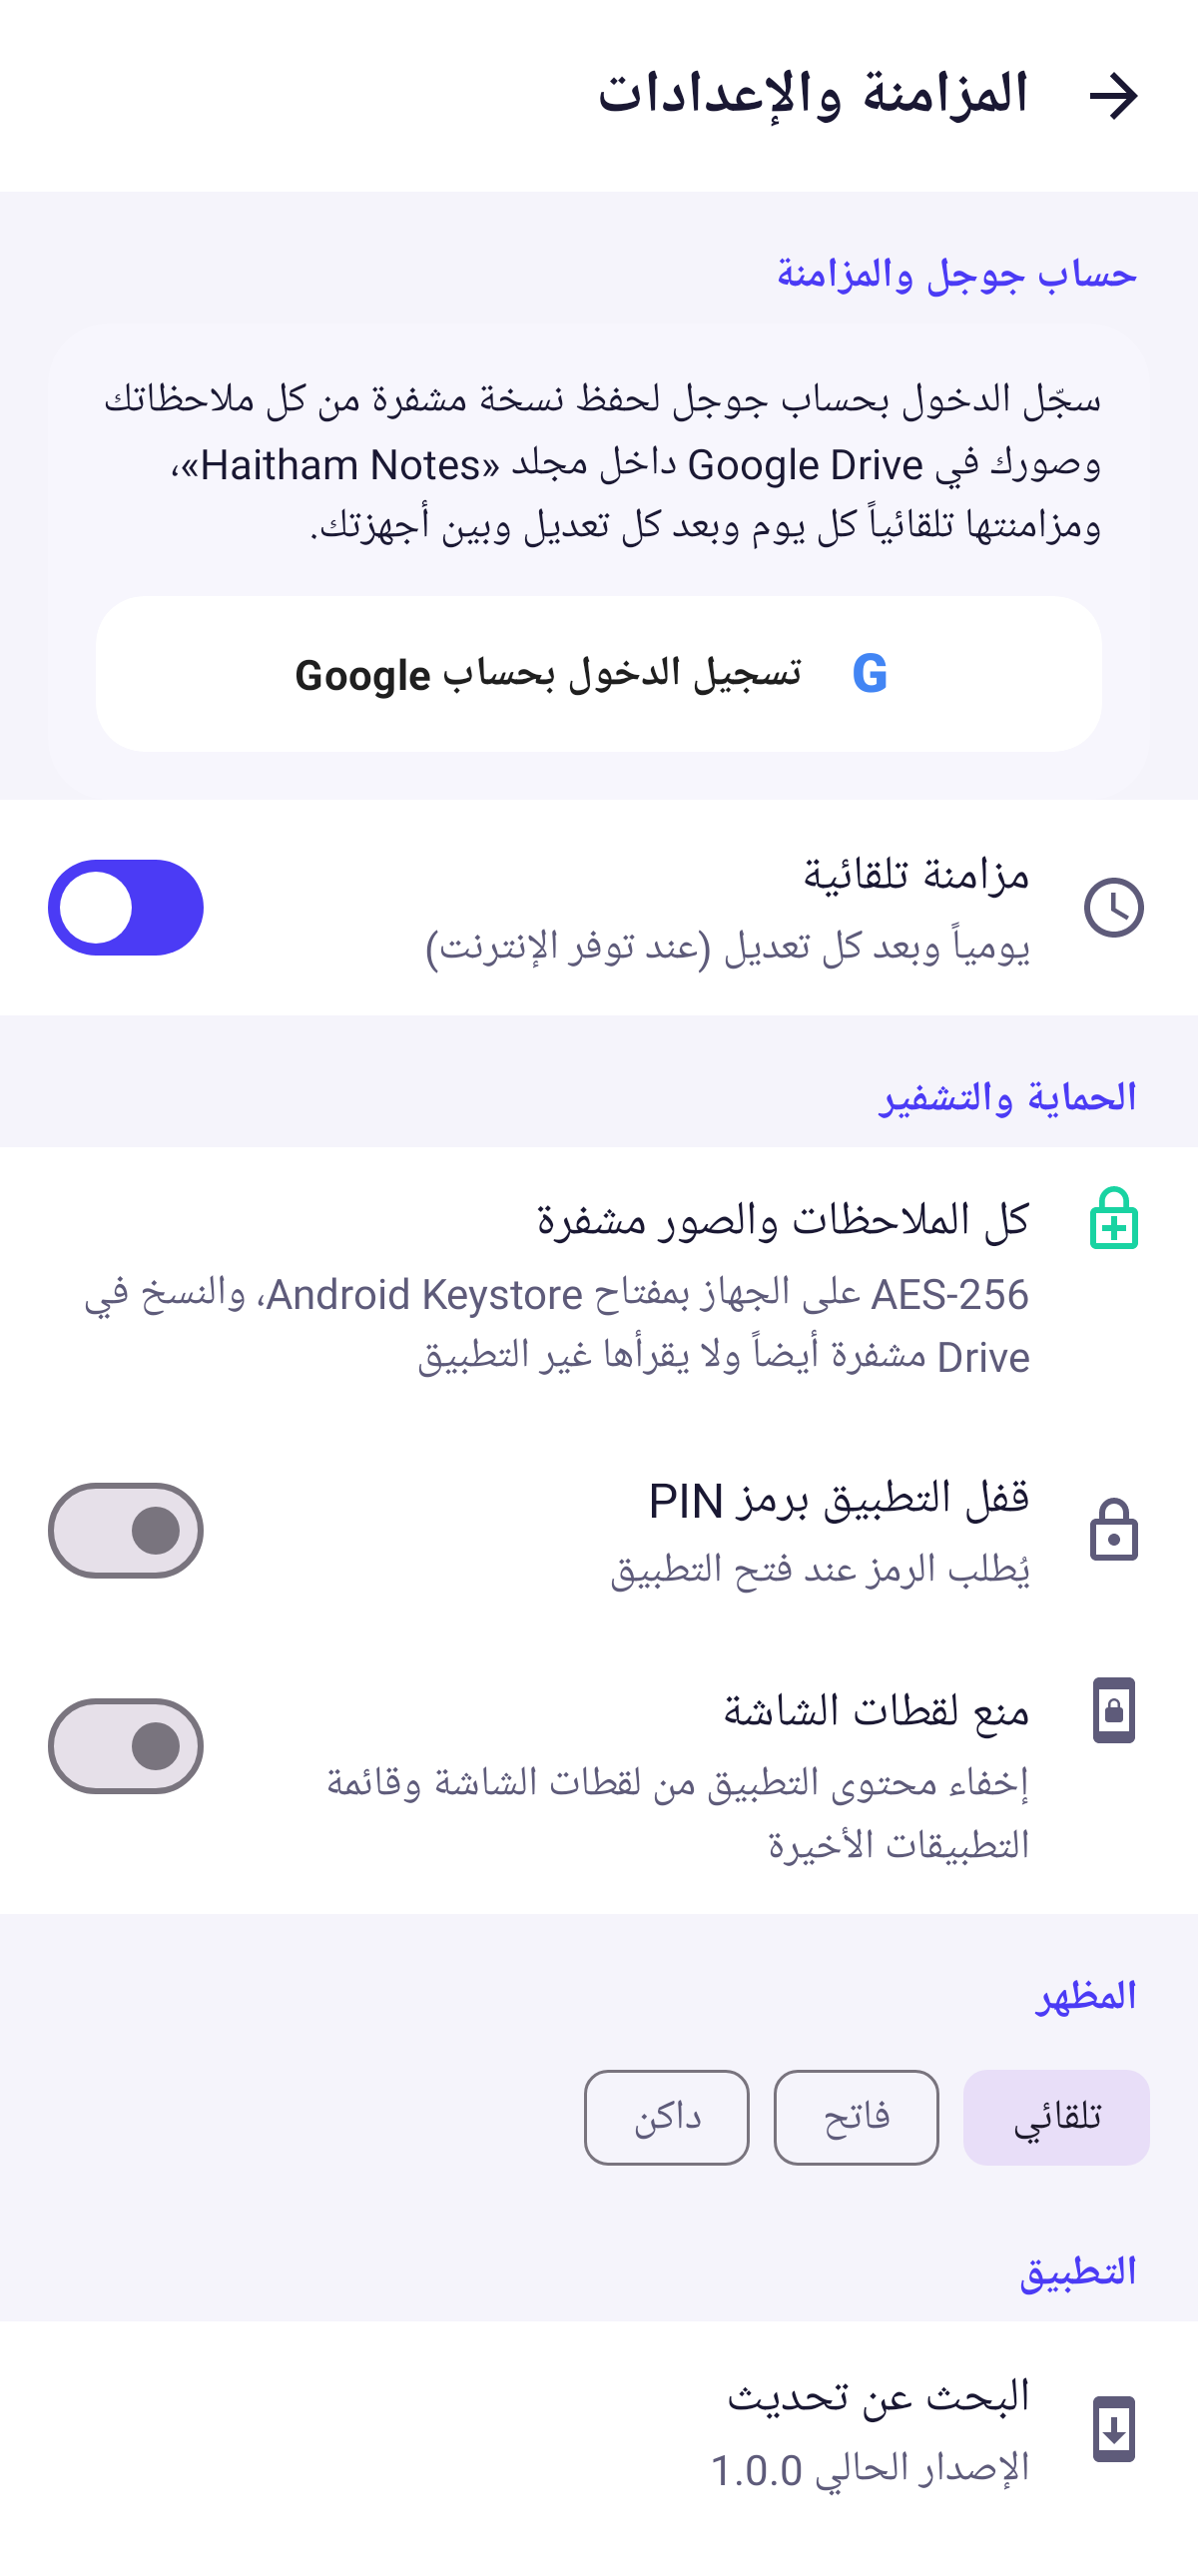 المزامنة والإعدادات
حساب جوجل والمزامنة
سجّل الدخول بحساب جوجل لحفظ نسخة مشفرة من كل ملاحظاتك
وصورك في Google Drive داخل مجلد «Haitham Notes»،
ومزامنتها تلقائياً كل يوم وبعد كل تعديل وبين أجهزتك.
G تسجيل الدخول بحساب Google
مزامنة تلقائية
يومياً وبعد كل تعديل (عند توفر الإنترنت)
الحماية والتشفير
كل الملاحظات والصور مشفرة
AES-256 على الجهاز بمفتاح Android Keystore، والنسخ في
Drive مشفرة أيضاً ولا يقرأها غير التطبيق
قفل التطبيق برمز PIN
يُطلب الرمز عند فتح التطبيق
منع لقطات الشاشة
إخفاء محتوى التطبيق من لقطات الشاشة وقائمة
التطبيقات الأخيرة
المظهر
تلقائي
فاتح
داكن
التطبيق
البحث عن تحديث
الإصدار الحالي 1.0.0